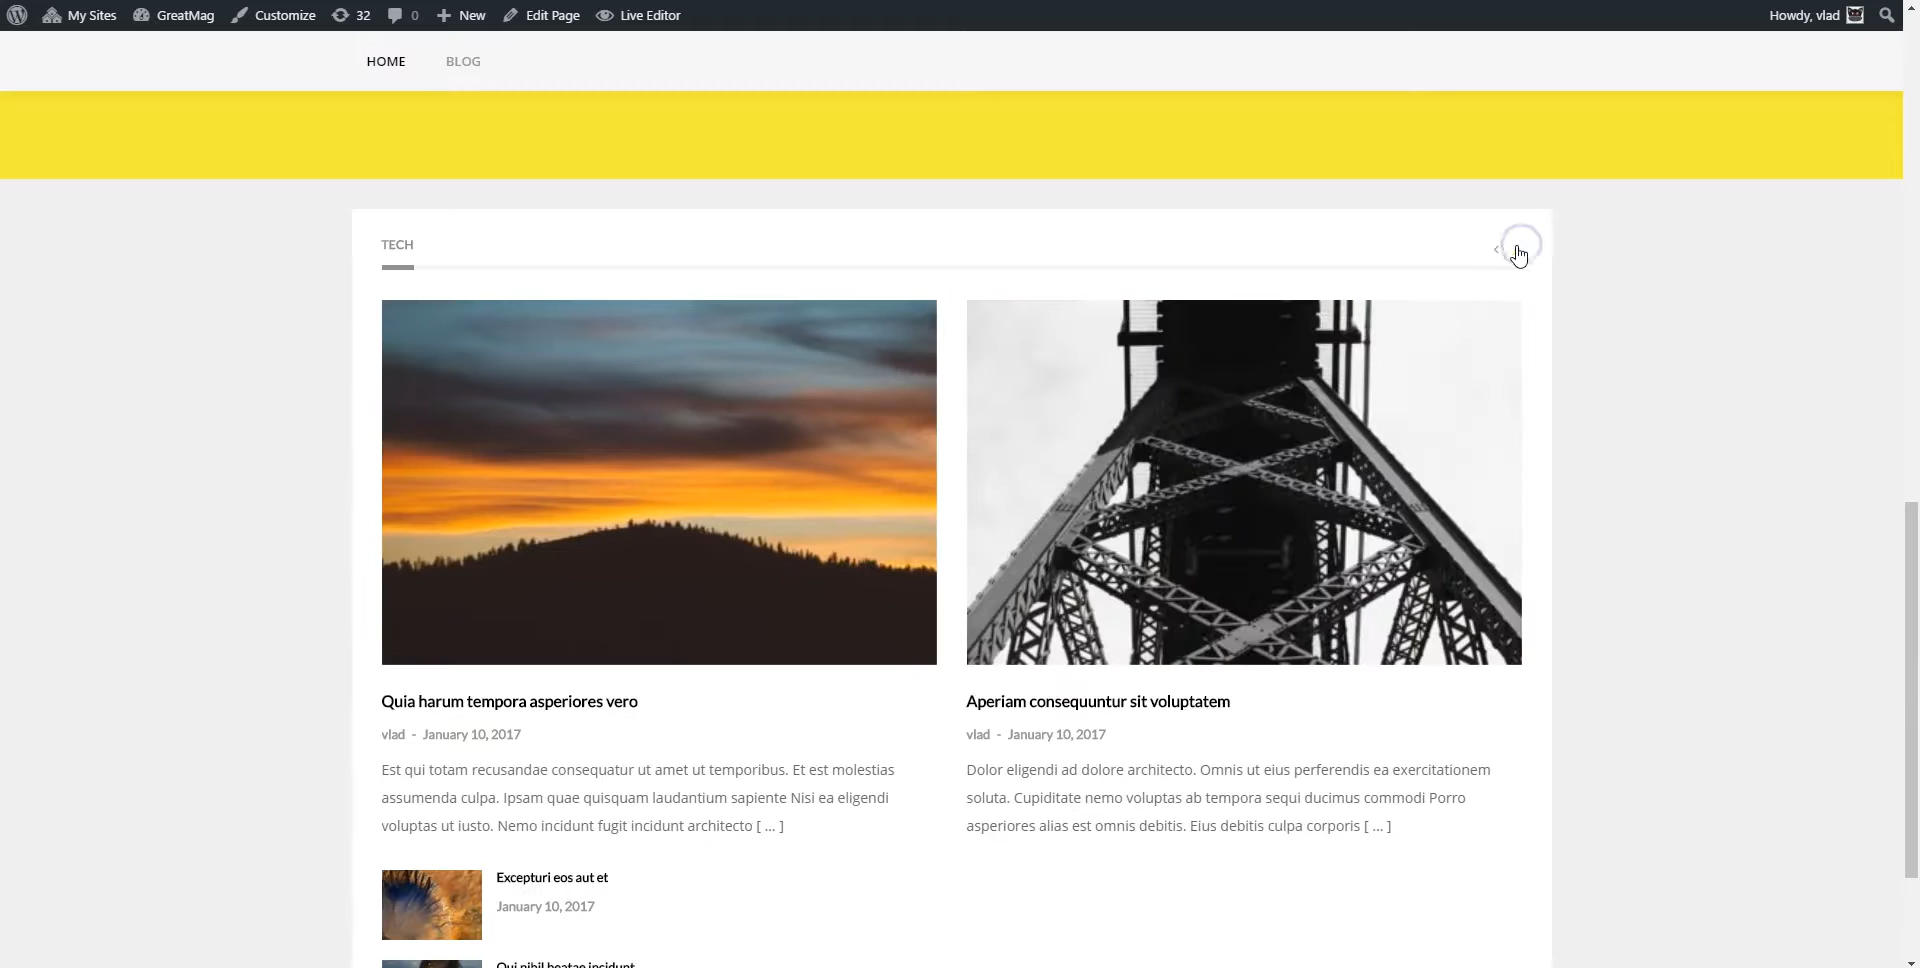 My Sites GreatMag Customize 32 0 New Edit Page Live Editor Howdy, vlad
HOME BLOG
TECH
Quia harum tempora asperiores vero
vlad - January 10, 2017
Est qui totam recusandae consequatur ut amet ut temporibus. Et est molestias
assumenda culpa. Ipsam quae quisquam laudantium sapiente Nisi ea eligendi
voluptas ut iusto. Nemo incidunt fugit incidunt architecto [ ... ]
Aperiam consequuntur sit voluptatem
vlad - January 10, 2017
Dolor eligendi ad dolore architecto. Omnis ut eius perferendis ea exercitationem
soluta. Cupiditate nemo voluptas ab tempora sequi ducimus commodi Porro
asperiores alias est omnis debitis. Eius debitis culpa corporis [ ... ]
Excepturi eos aut et
January 10, 2017
Qui nihil beatae incidunt